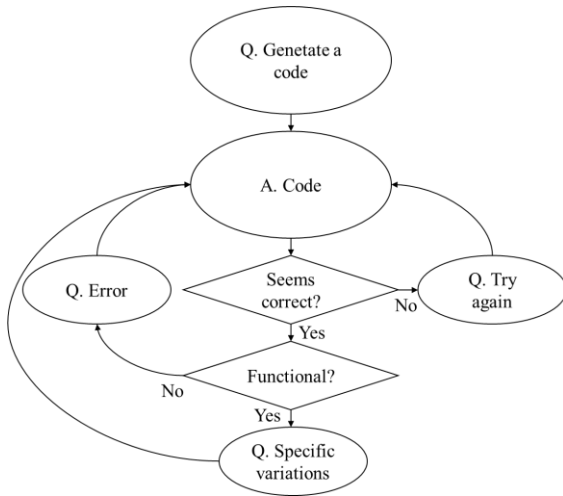 Q. Genetate a
code
A. Code
Seems
correct?
Q. Error
Q. Try
again
No
Yes
Functional?
No
Yes
Q. Specific
variations